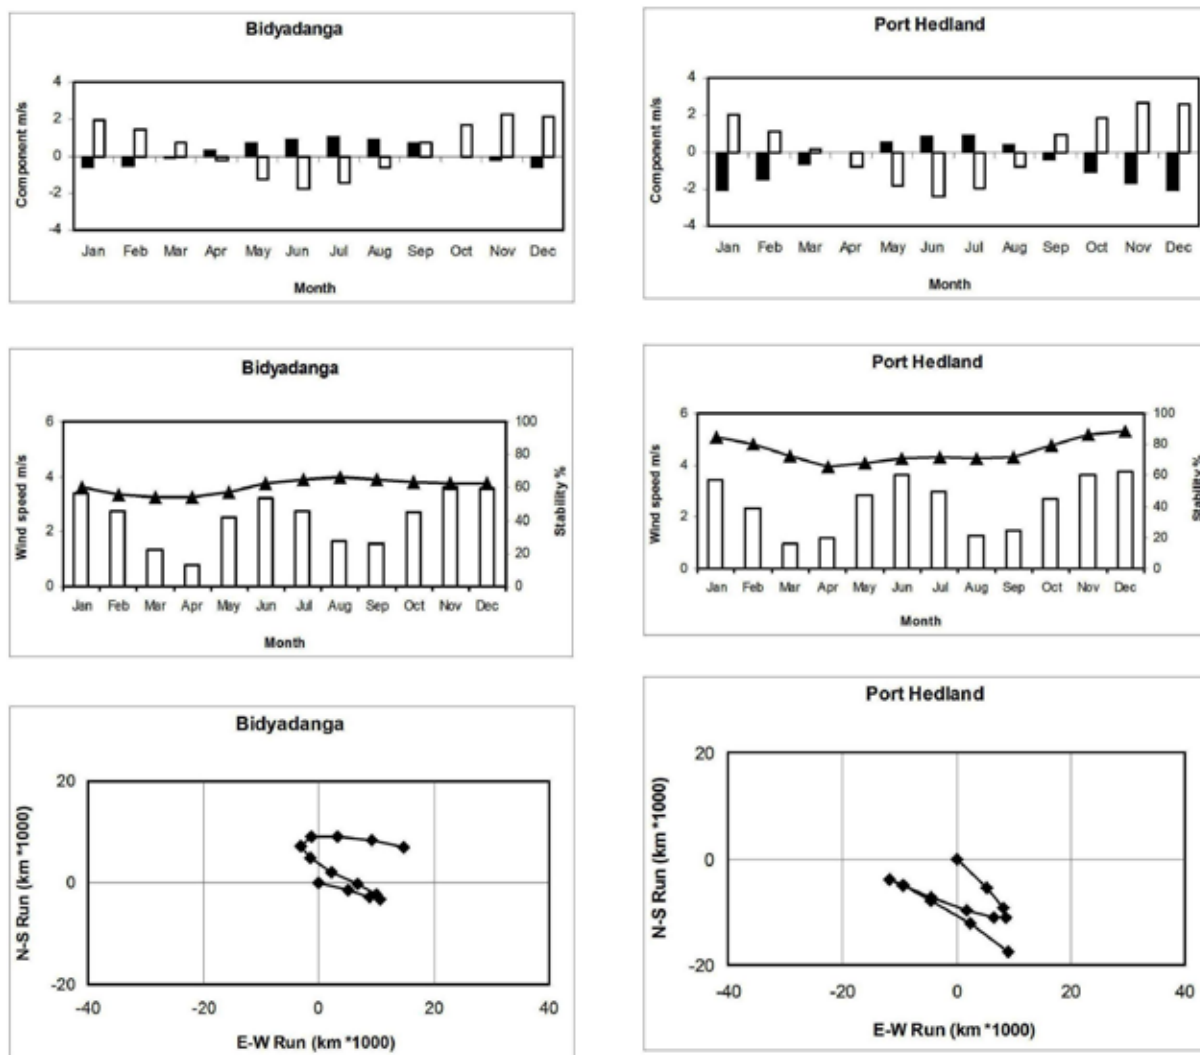 Bidyadanga
Component m/s
4
2
0
-2
-4
Jan Feb Mar Apr May Jun Jul Aug Sep Oct Nov Dec
Month
Port Hedland
Component m/s
4
2
0
-2
-4
Jan Feb Mar Apr May Jun Jul Aug Sep Oct Nov Dec
Month
Bidyadanga
Wind speed m/s
6
4
2
0
100
80
60
40
20
0
Stability %
Jan Feb Mar Apr May Jun Jul Aug Sep Oct Nov Dec
Month
Port Hedland
Wind speed m/s
6
4
2
0
100
80
60
40
20
0
Stability %
Jan Feb Mar Apr May Jun Jul Aug Sep Oct Nov Dec
Month
Bidyadanga
N-S Run (km *1000)
20
0
-20
-40 -20 0 20 40
E-W Run (km *1000)
Port Hedland
N-S Run (km *1000)
20
0
-20
-40 -20 0 20 40
E-W Run (km *1000)